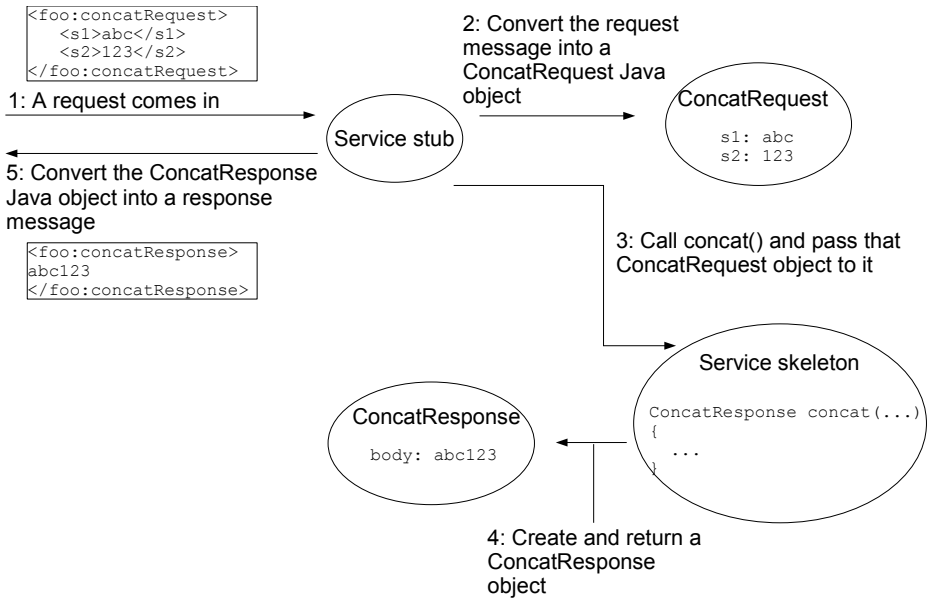 <foo:concatRequest>
<s1>abc</s1>
<s2>123</s2>
</foo:concatRequest>
1: A request comes in
2: Convert the request
message into a
ConcatRequest Java
object
ConcatRequest
s1: abc
s2: 123
Service stub
5: Convert the ConcatResponse
Java object into a response
message
<foo:concatResponse>
abc123
</foo:concatResponse>
3: Call concat() and pass that
ConcatRequest object to it
Service skeleton
ConcatResponse concat(...)
{
...
}
ConcatResponse
body: abc123
4: Create and return a
ConcatResponse
object